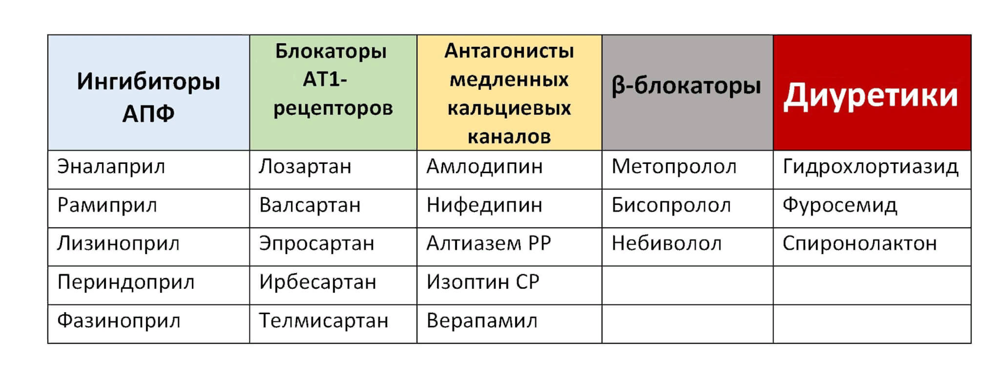 Ингибиторы
АПФ
Блокаторы
АТ1-
рецепторов
Антагонисты
медленных
кальциевых
каналов
β-блокаторы
Диуретики
Эналаприл
Лозартан
Амлодипин
Метопролол
Гидрохлортиазид
Рамиприл
Валсартан
Нифедипин
Бисопролол
Фуросемид
Лизиноприл
Эпросартан
Алтиазем РР
Небиволол
Спиронолактон
Периндоприл
Ирбесартан
Изоптин СР
Фазиноприл
Телмисартан
Верапамил